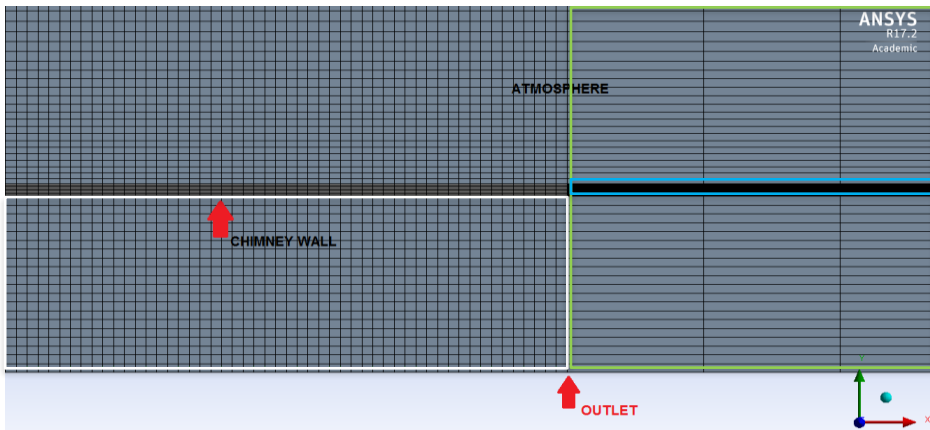 ANSYS
R17.2
Academic
ATMOSPHERE
CHIMNEY WALL
OUTLET
Y
X